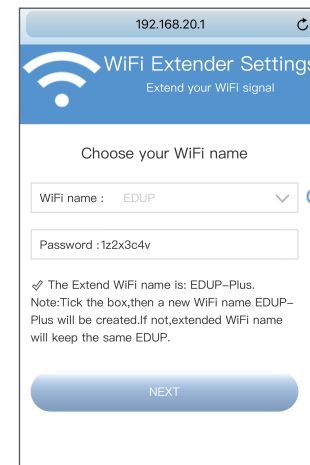 192.168.20.1
WiFi Extender Settings
Extend your WiFi signal
Choose your WiFi name
WiFi name : EDUP
Password :1z2x3c4v
The Extend WiFi name is: EDUP-Plus.
Note:Tick the box,then a new WiFi name EDUP-
Plus will be created.If not,extended WiFi name
will keep the same EDUP.
NEXT